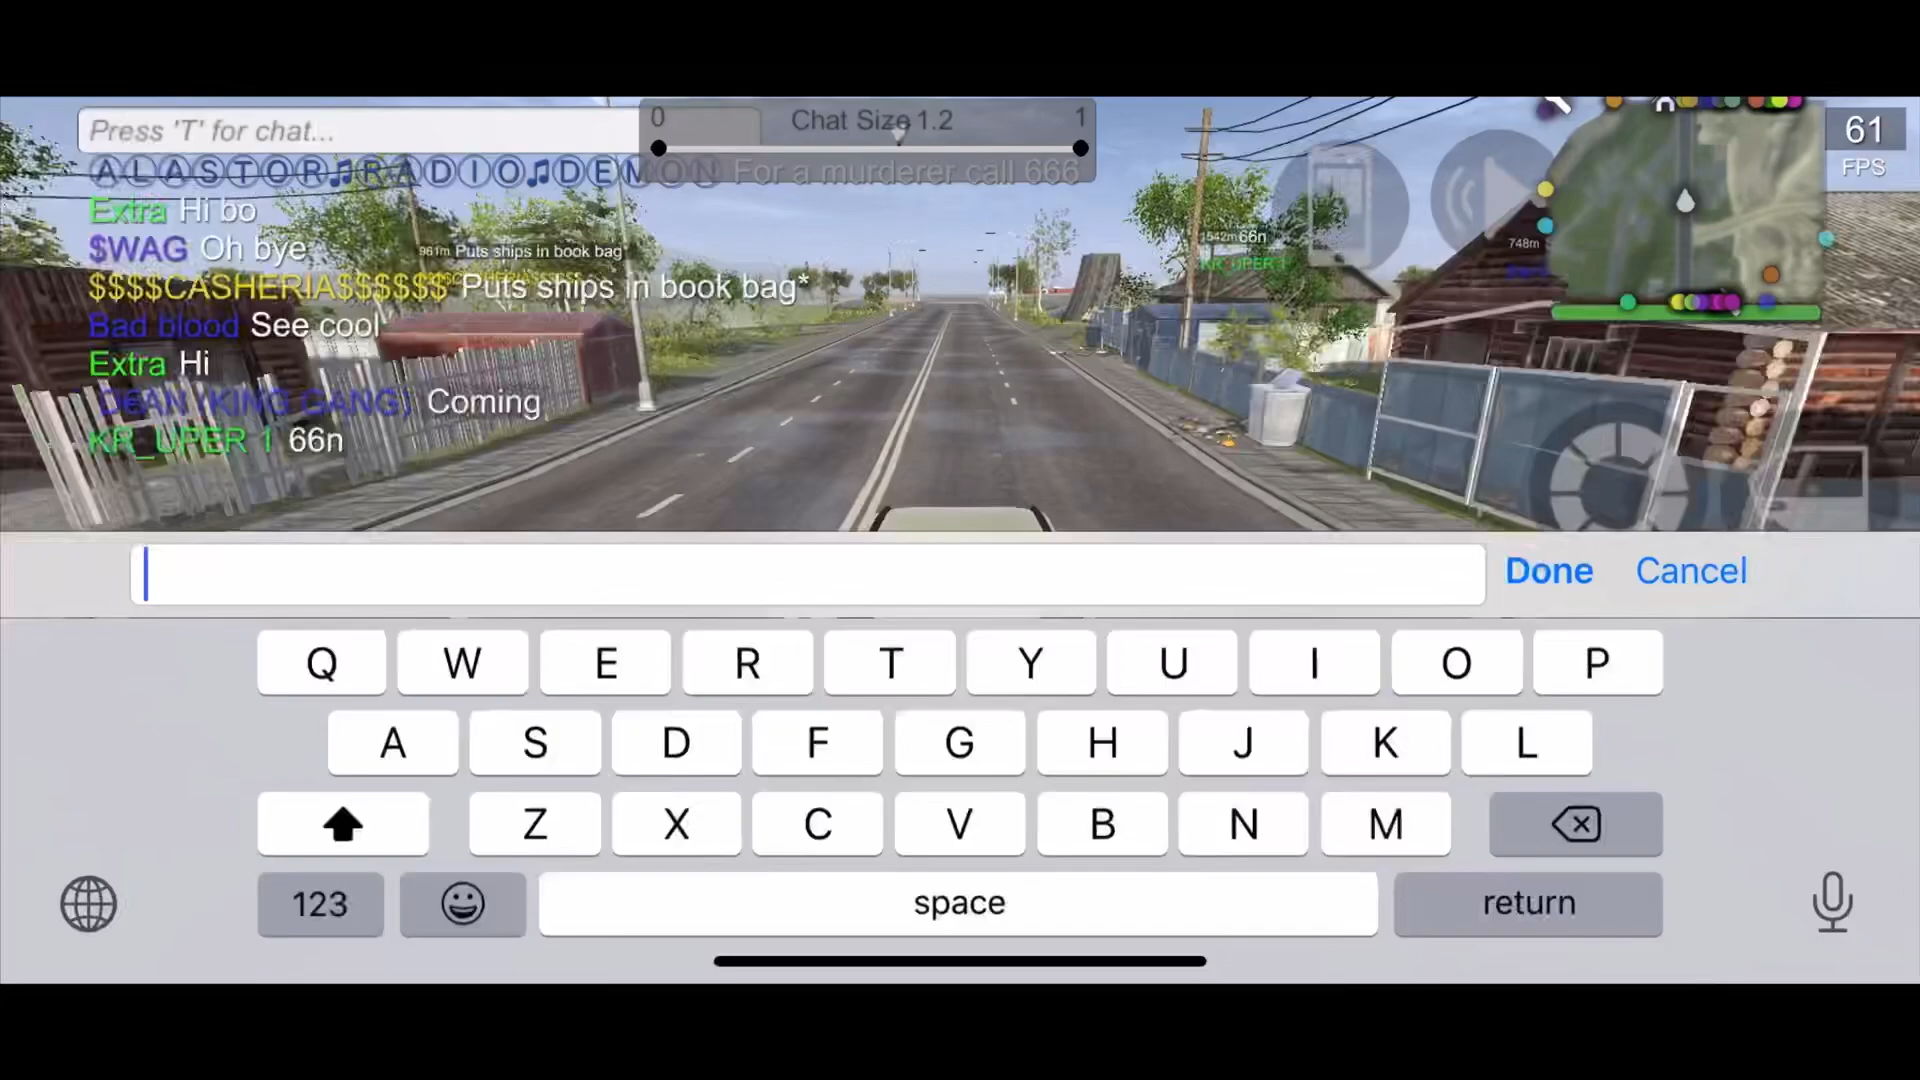 Press 'T' for chat...
0 Chat Size 1.2 1
61
FPS
ⒶⓁⒶⓈⓉⓄⓇ♫ⓇⒶⒹⒾⓄ♫ⒹⒺⓂⓄⓃ For a murderer call 666
Extra Hi bo
$WAG Oh bye
961m Puts ships in book bag*
1542m 66n
KR_UPER 1
748m
$$$$CASHERIA$$$$$$ Puts ships in book bag*
Bad blood See cool
Extra Hi
DeAN (KING GANG) Coming
KR_UPER 1 66n
Done Cancel
Q W E R T Y U I O P
A S D F G H J K L
Z X C V B N M
123 space return